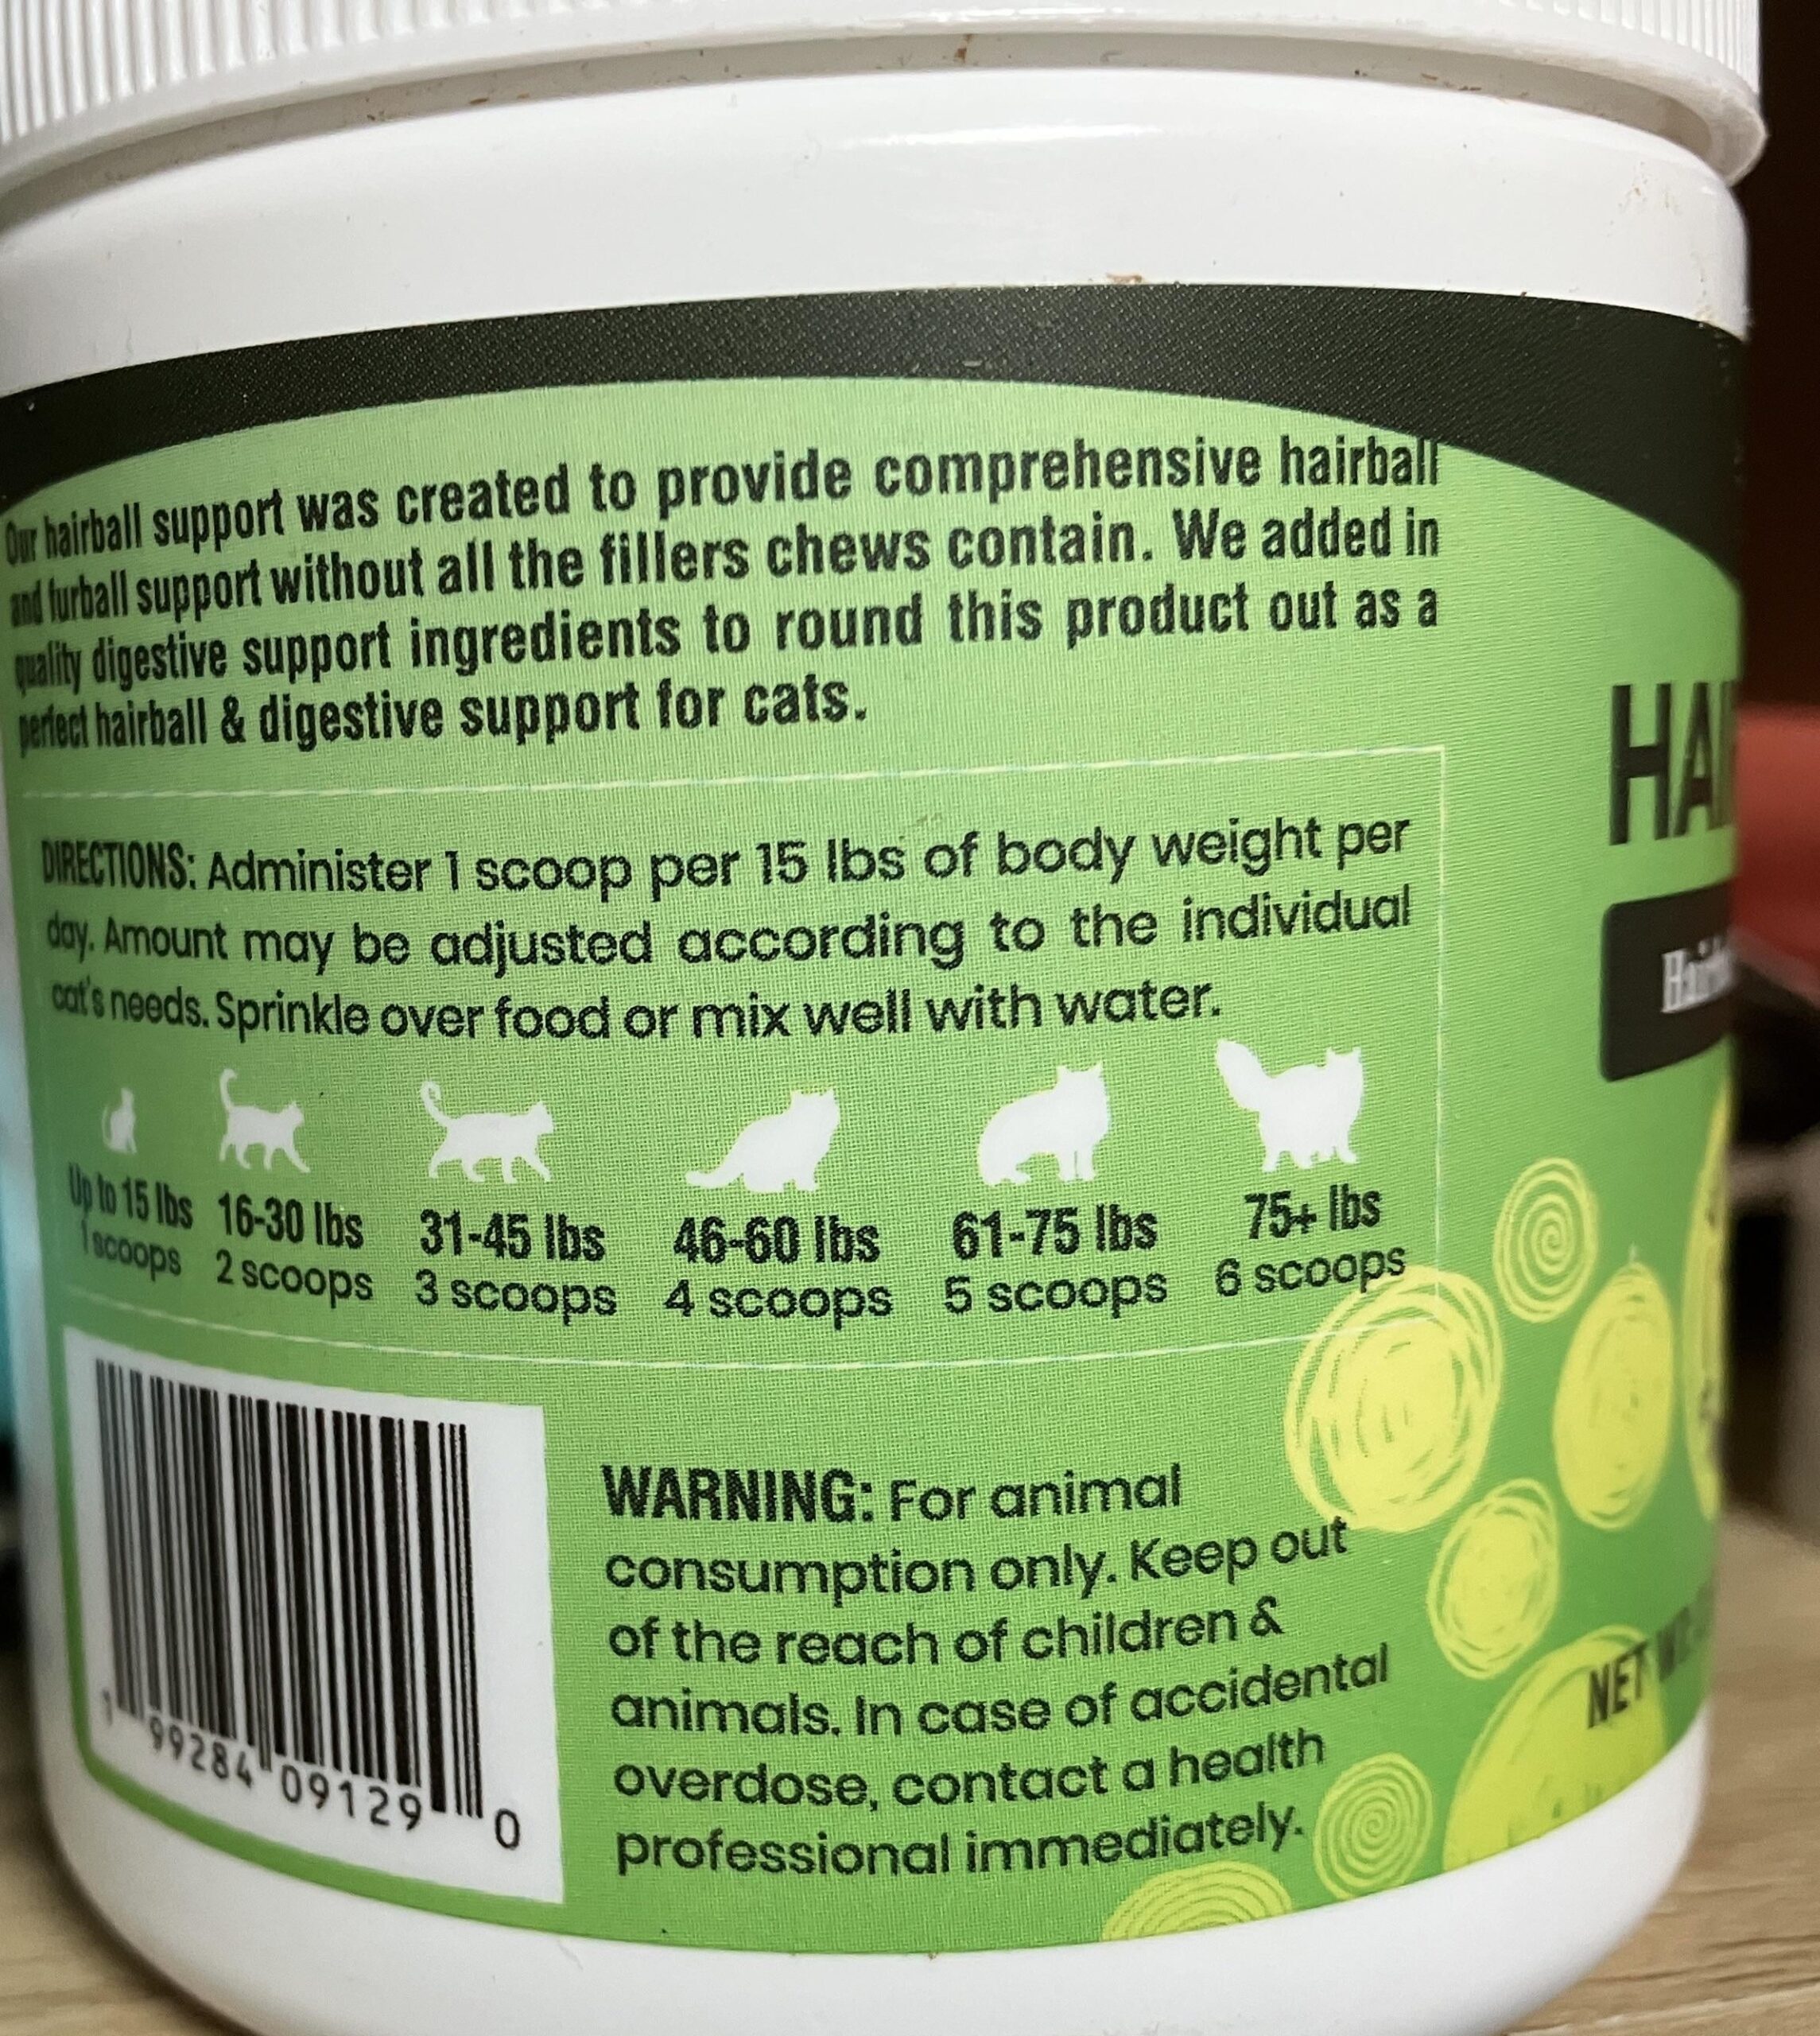 Our hairball support was created to provide comprehensive hairball
and furball support without all the fillers chews contain. We added in
quality digestive support ingredients to round this product out as a
perfect hairball & digestive support for cats.
DIRECTIONS: Administer 1 scoop per 15 lbs of body weight per
day. Amount may be adjusted according to the individual
cat's needs. Sprinkle over food or mix well with water.
Up to 15 lbs 16-30 lbs 31-45 lbs 46-60 lbs 61-75 lbs 75+ lbs
1 scoops 2 scoops 3 scoops 4 scoops 5 scoops 6 scoops
WARNING: For animal
consumption only. Keep out
of the reach of children &
animals. In case of accidental
overdose, contact a health
professional immediately.
1 99284 09129 0
HAI
NET